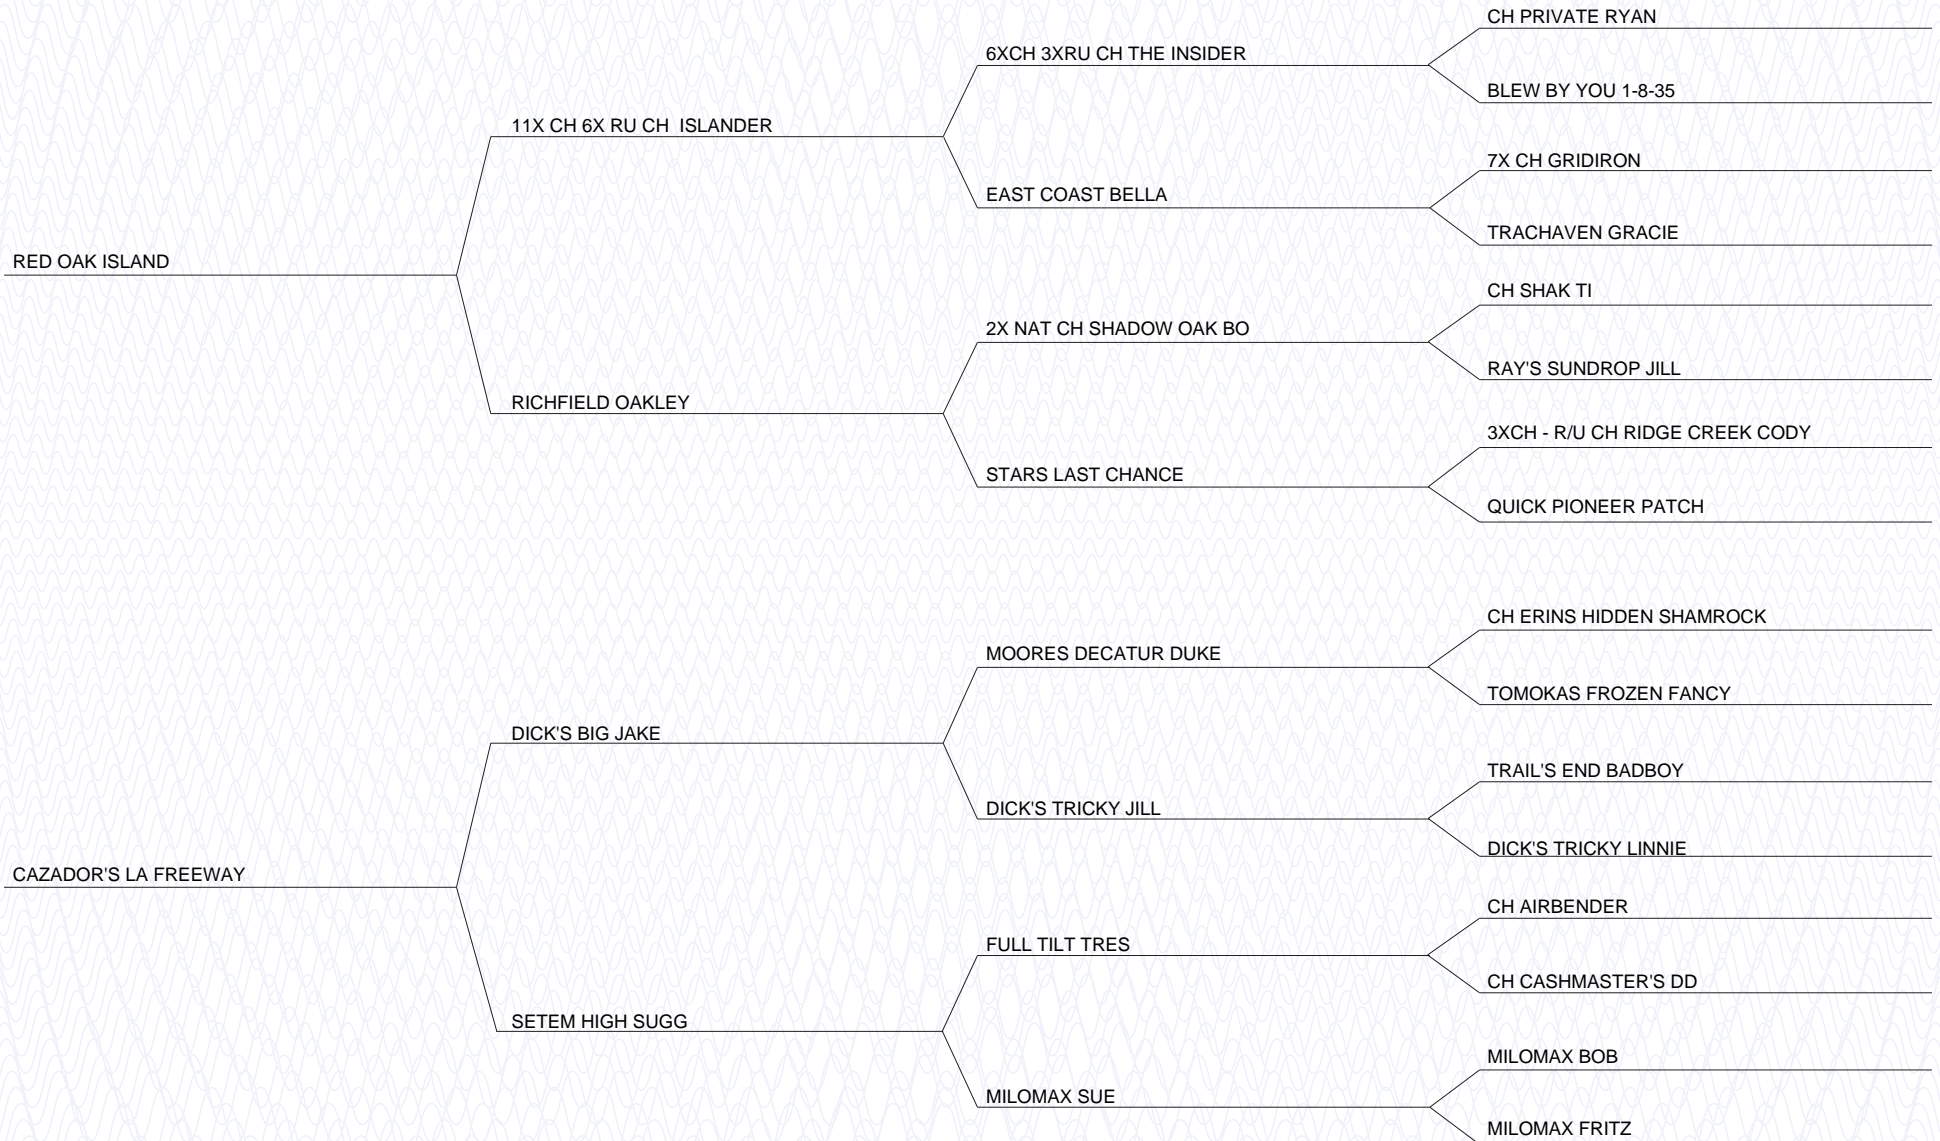 CH PRIVATE RYAN
6XCH 3XRU CH THE INSIDER
BLEW BY YOU 1-8-35
11X CH 6X RU CH  ISLANDER
7X CH GRIDIRON
EAST COAST BELLA
TRACHAVEN GRACIE
RED OAK ISLAND
CH SHAK TI
2X NAT CH SHADOW OAK BO
RAY'S SUNDROP JILL
RICHFIELD OAKLEY
3XCH - R/U CH RIDGE CREEK CODY
STARS LAST CHANCE
QUICK PIONEER PATCH
CH ERINS HIDDEN SHAMROCK
MOORES DECATUR DUKE
TOMOKAS FROZEN FANCY
DICK'S BIG JAKE
TRAIL'S END BADBOY
DICK'S TRICKY JILL
DICK'S TRICKY LINNIE
CAZADOR'S LA FREEWAY
CH AIRBENDER
FULL TILT TRES
CH CASHMASTER'S DD
SETEM HIGH SUGG
MILOMAX BOB
MILOMAX SUE
MILOMAX FRITZ